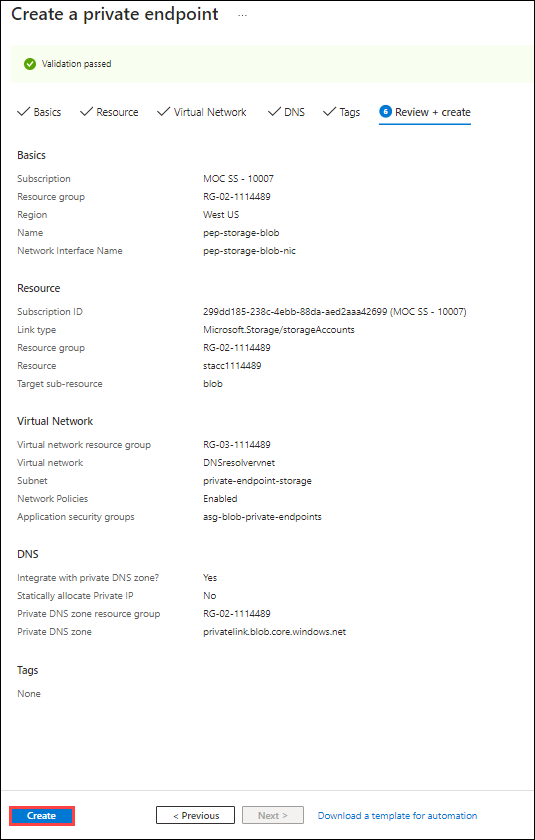 Create a private endpoint ...
Validation passed
Basics Resource Virtual Network DNS Tags 6 Review + create
Basics
Subscription MOC SS - 10007
Resource group RG-02-1114489
Region West US
Name pep-storage-blob
Network Interface Name pep-storage-blob-nic
Resource
Subscription ID 299dd185-238c-4ebb-88da-aed2aaa42699 (MOC SS - 10007)
Link type Microsoft.Storage/storageAccounts
Resource group RG-02-1114489
Resource stacc1114489
Target sub-resource blob
Virtual Network
Virtual network resource group RG-03-1114489
Virtual network DNSresolvervnet
Subnet private-endpoint-storage
Network Policies Enabled
Application security groups asg-blob-private-endpoints
DNS
Integrate with private DNS zone? Yes
Statically allocate Private IP No
Private DNS zone resource group RG-02-1114489
Private DNS zone privatelink.blob.core.windows.net
Tags
None
Create < Previous Next > Download a template for automation